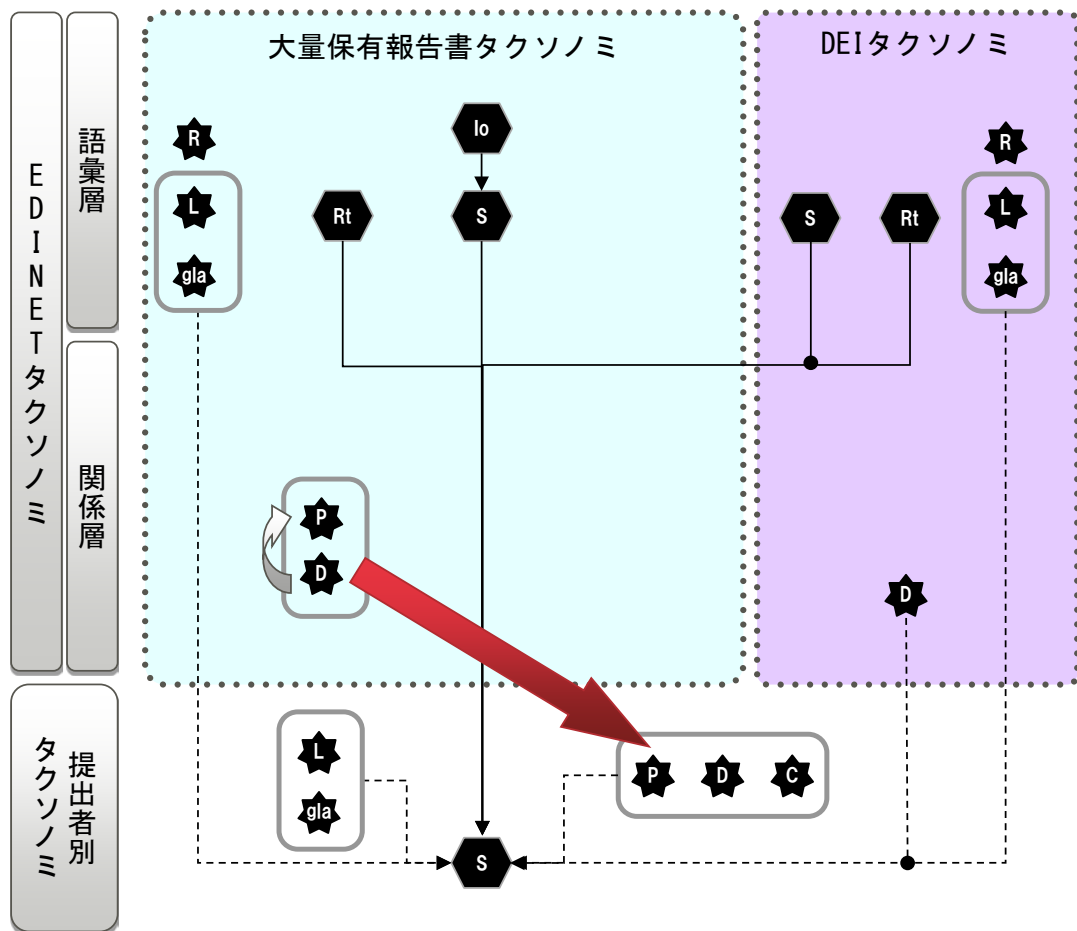 大量保有報告書タクソノミ
DEIタクソノミ
EDINETタクソノミ
語彙層
関係層
提出者別
タクソノミ
R
L
gla
Io
Rt
S
S
Rt
R
L
gla
P
D
D
L
gla
P
D
C
S